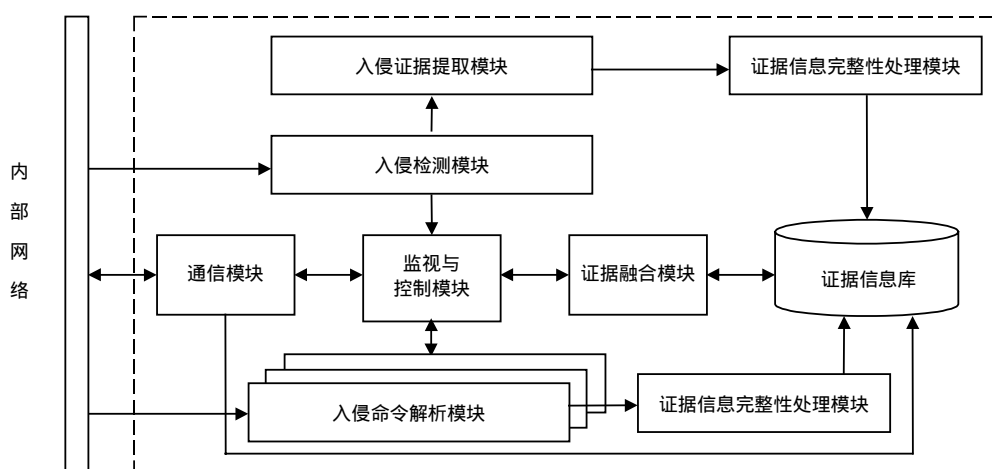 入侵证据提取模块
证据信息完整性处理模块
入侵检测模块
内
部
网
络
通信模块
监视与
控制模块
证据融合模块
证据信息库
入侵命令解析模块
证据信息完整性处理模块